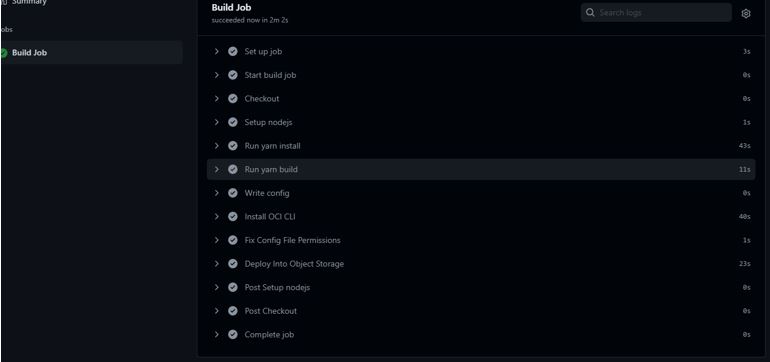 Summary
Jobs
Build Job
Build Job
succeeded now in 2m 2s
Search logs
Set up job 3s
Start build job 0s
Checkout 0s
Setup nodejs 1s
Run yarn install 43s
Run yarn build 11s
Write config 0s
Install OCI CLI 40s
Fix Config File Permissions 1s
Deploy Into Object Storage 23s
Post Setup nodejs 0s
Post Checkout 0s
Complete job 0s